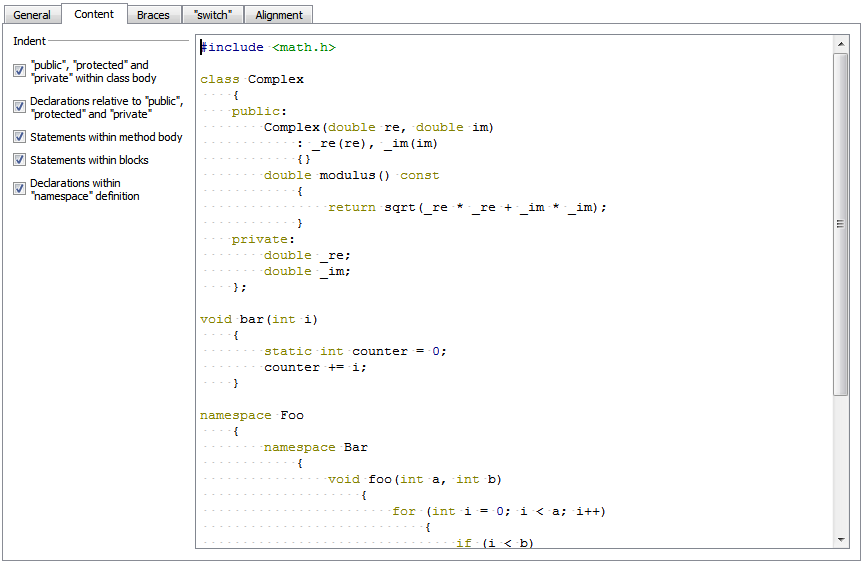 General Content Braces "switch" Alignment
Indent
"public", "protected" and
"private" within class body
Declarations relative to "public",
"protected" and "private"
Statements within method body
Statements within blocks
Declarations within
"namespace" definition
#include <math.h>
class Complex
    {
    public:
        Complex(double re, double im)
            : _re(re), _im(im)
            {}
        double modulus() const
            {
                return sqrt(_re * _re + _im * _im);
            }
    private:
        double _re;
        double _im;
    };
void bar(int i)
    {
        static int counter = 0;
        counter += i;
    }
namespace Foo
    {
        namespace Bar
            {
                void foo(int a, int b)
                    {
                        for (int i = 0; i < a; i++)
                            {
                                if (i < b)